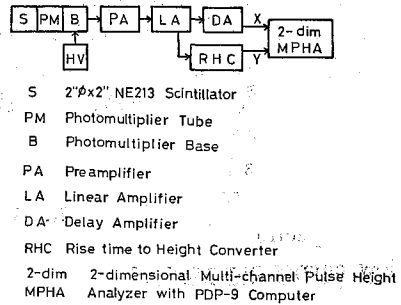 S PM B PA LA DA X 2-dim
MPHA
HV RHC Y
S 2"φx2" NE213 Scintillator
PM Photomultiplier Tube
B Photomultiplier Base
PA Preamplifier
LA Linear Amplifier
DA Delay Amplifier
RHC Rise time to Height Converter
2-dim 2-dimensional Multi-channel Pulse Height
MPHA Analyzer with PDP-9 Computer